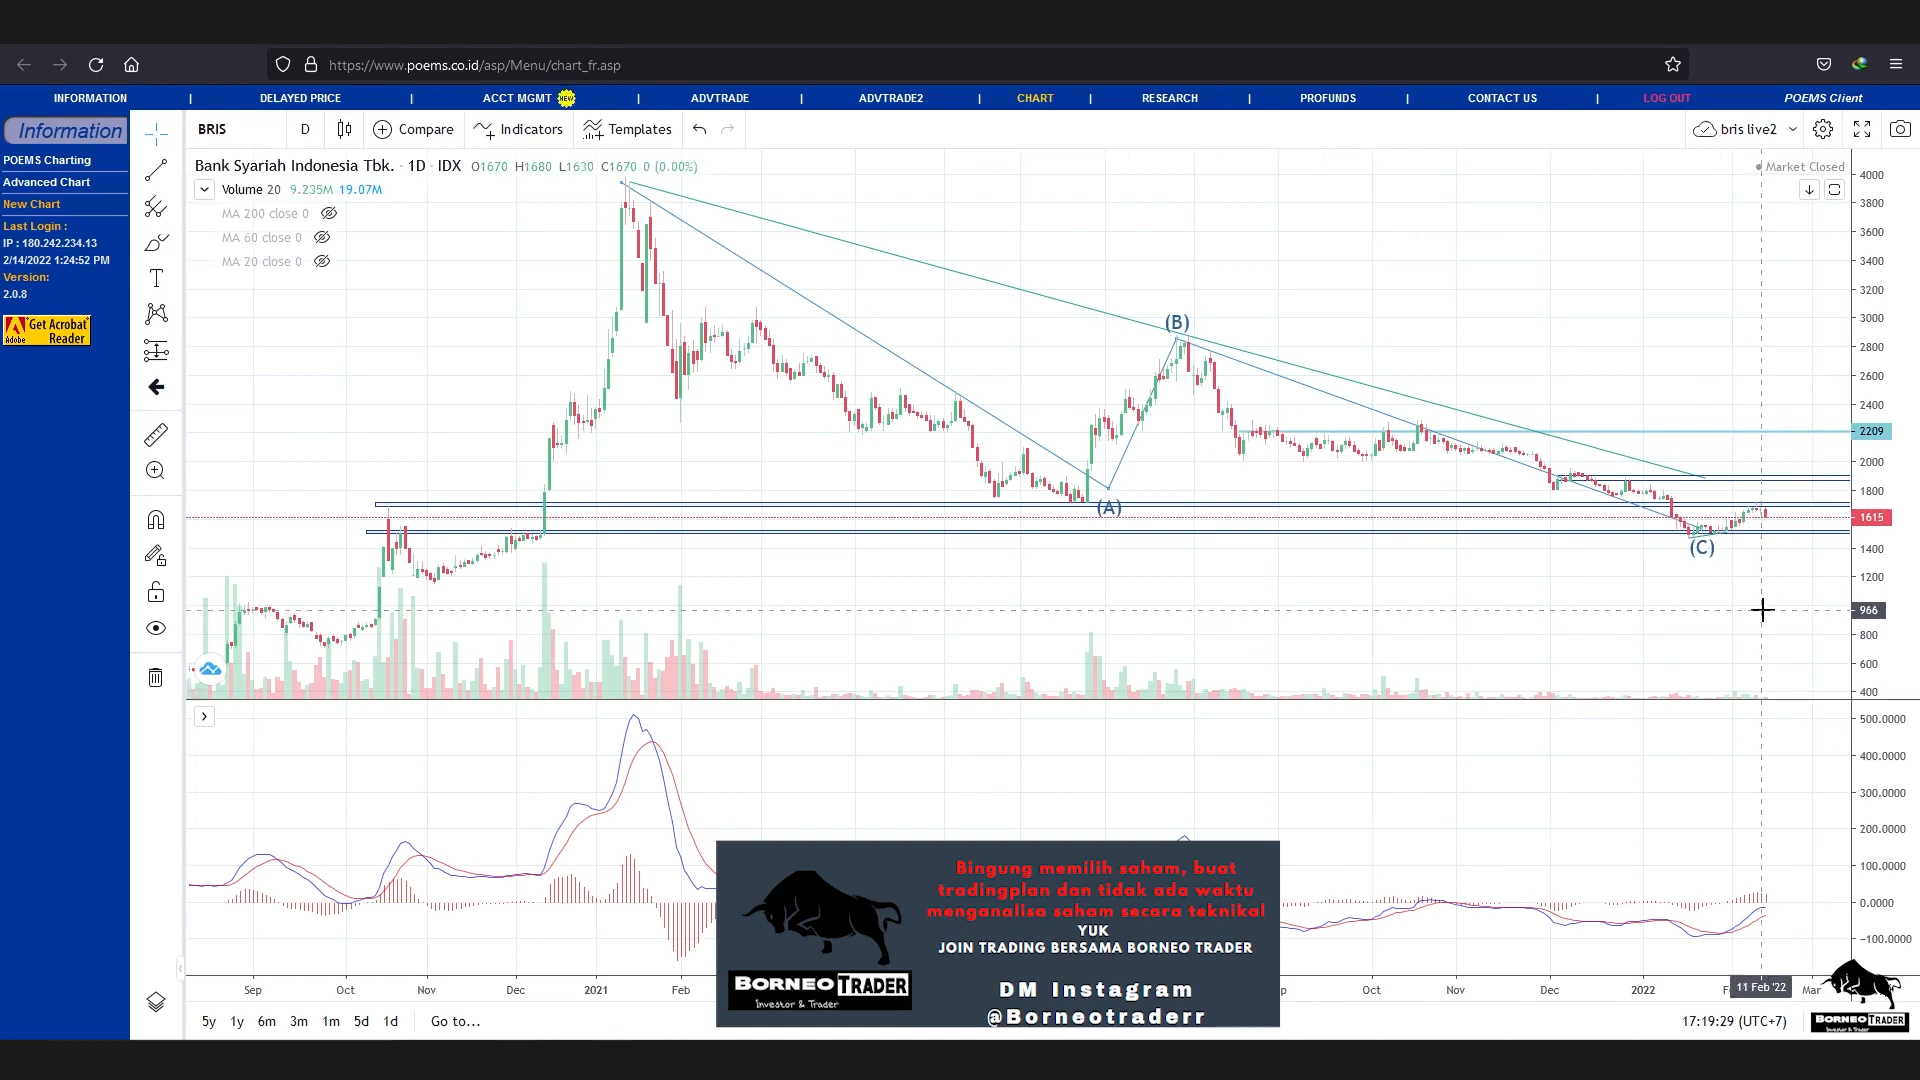 https://www.poems.co.id/asp/Menu/chart_fr.asp
INFORMATION | DELAYED PRICE | ACCT MGMT NEW | ADVTRADE | ADVTRADE2 | CHART | RESEARCH | PROFUNDS | CONTACT US | LOG OUT POEMS Client
Information
POEMS Charting
Advanced Chart
New Chart
Last Login :
IP : 180.242.234.13
2/14/2022 1:24:52 PM
Version:
2.0.8
Get Acrobat
Adobe Reader
BRIS D Compare Indicators Templates bris live2
Bank Syariah Indonesia Tbk. · 1D · IDX O1670 H1680 L1630 C1670 0 (0.00%)
Market Closed
Volume 20 9.235M 19.07M
MA 200 close 0
MA 60 close 0
MA 20 close 0
(A)
(B)
(C)
4000
3800
3600
3400
3200
3000
2800
2600
2400
2209
2000
1800
1615
1400
1200
966
800
600
400
500.0000
400.0000
300.0000
200.0000
100.0000
0.0000
-100.0000
Bingung memilih saham, buat
tradingplan dan tidak ada waktu
menganalisa saham secara teknikal
YUK
JOIN TRADING BERSAMA BORNEO TRADER
DM Instagram
@Borneotraderr
BORNEO TRADER
Investor & Trader
Sep Oct Nov Dec 2021 Feb Oct Nov Dec 2022 11 Feb '22 Mar
5y 1y 6m 3m 1m 5d 1d Go to...
17:19:29 (UTC+7)
BORNEO TRADER
Investor & Trader